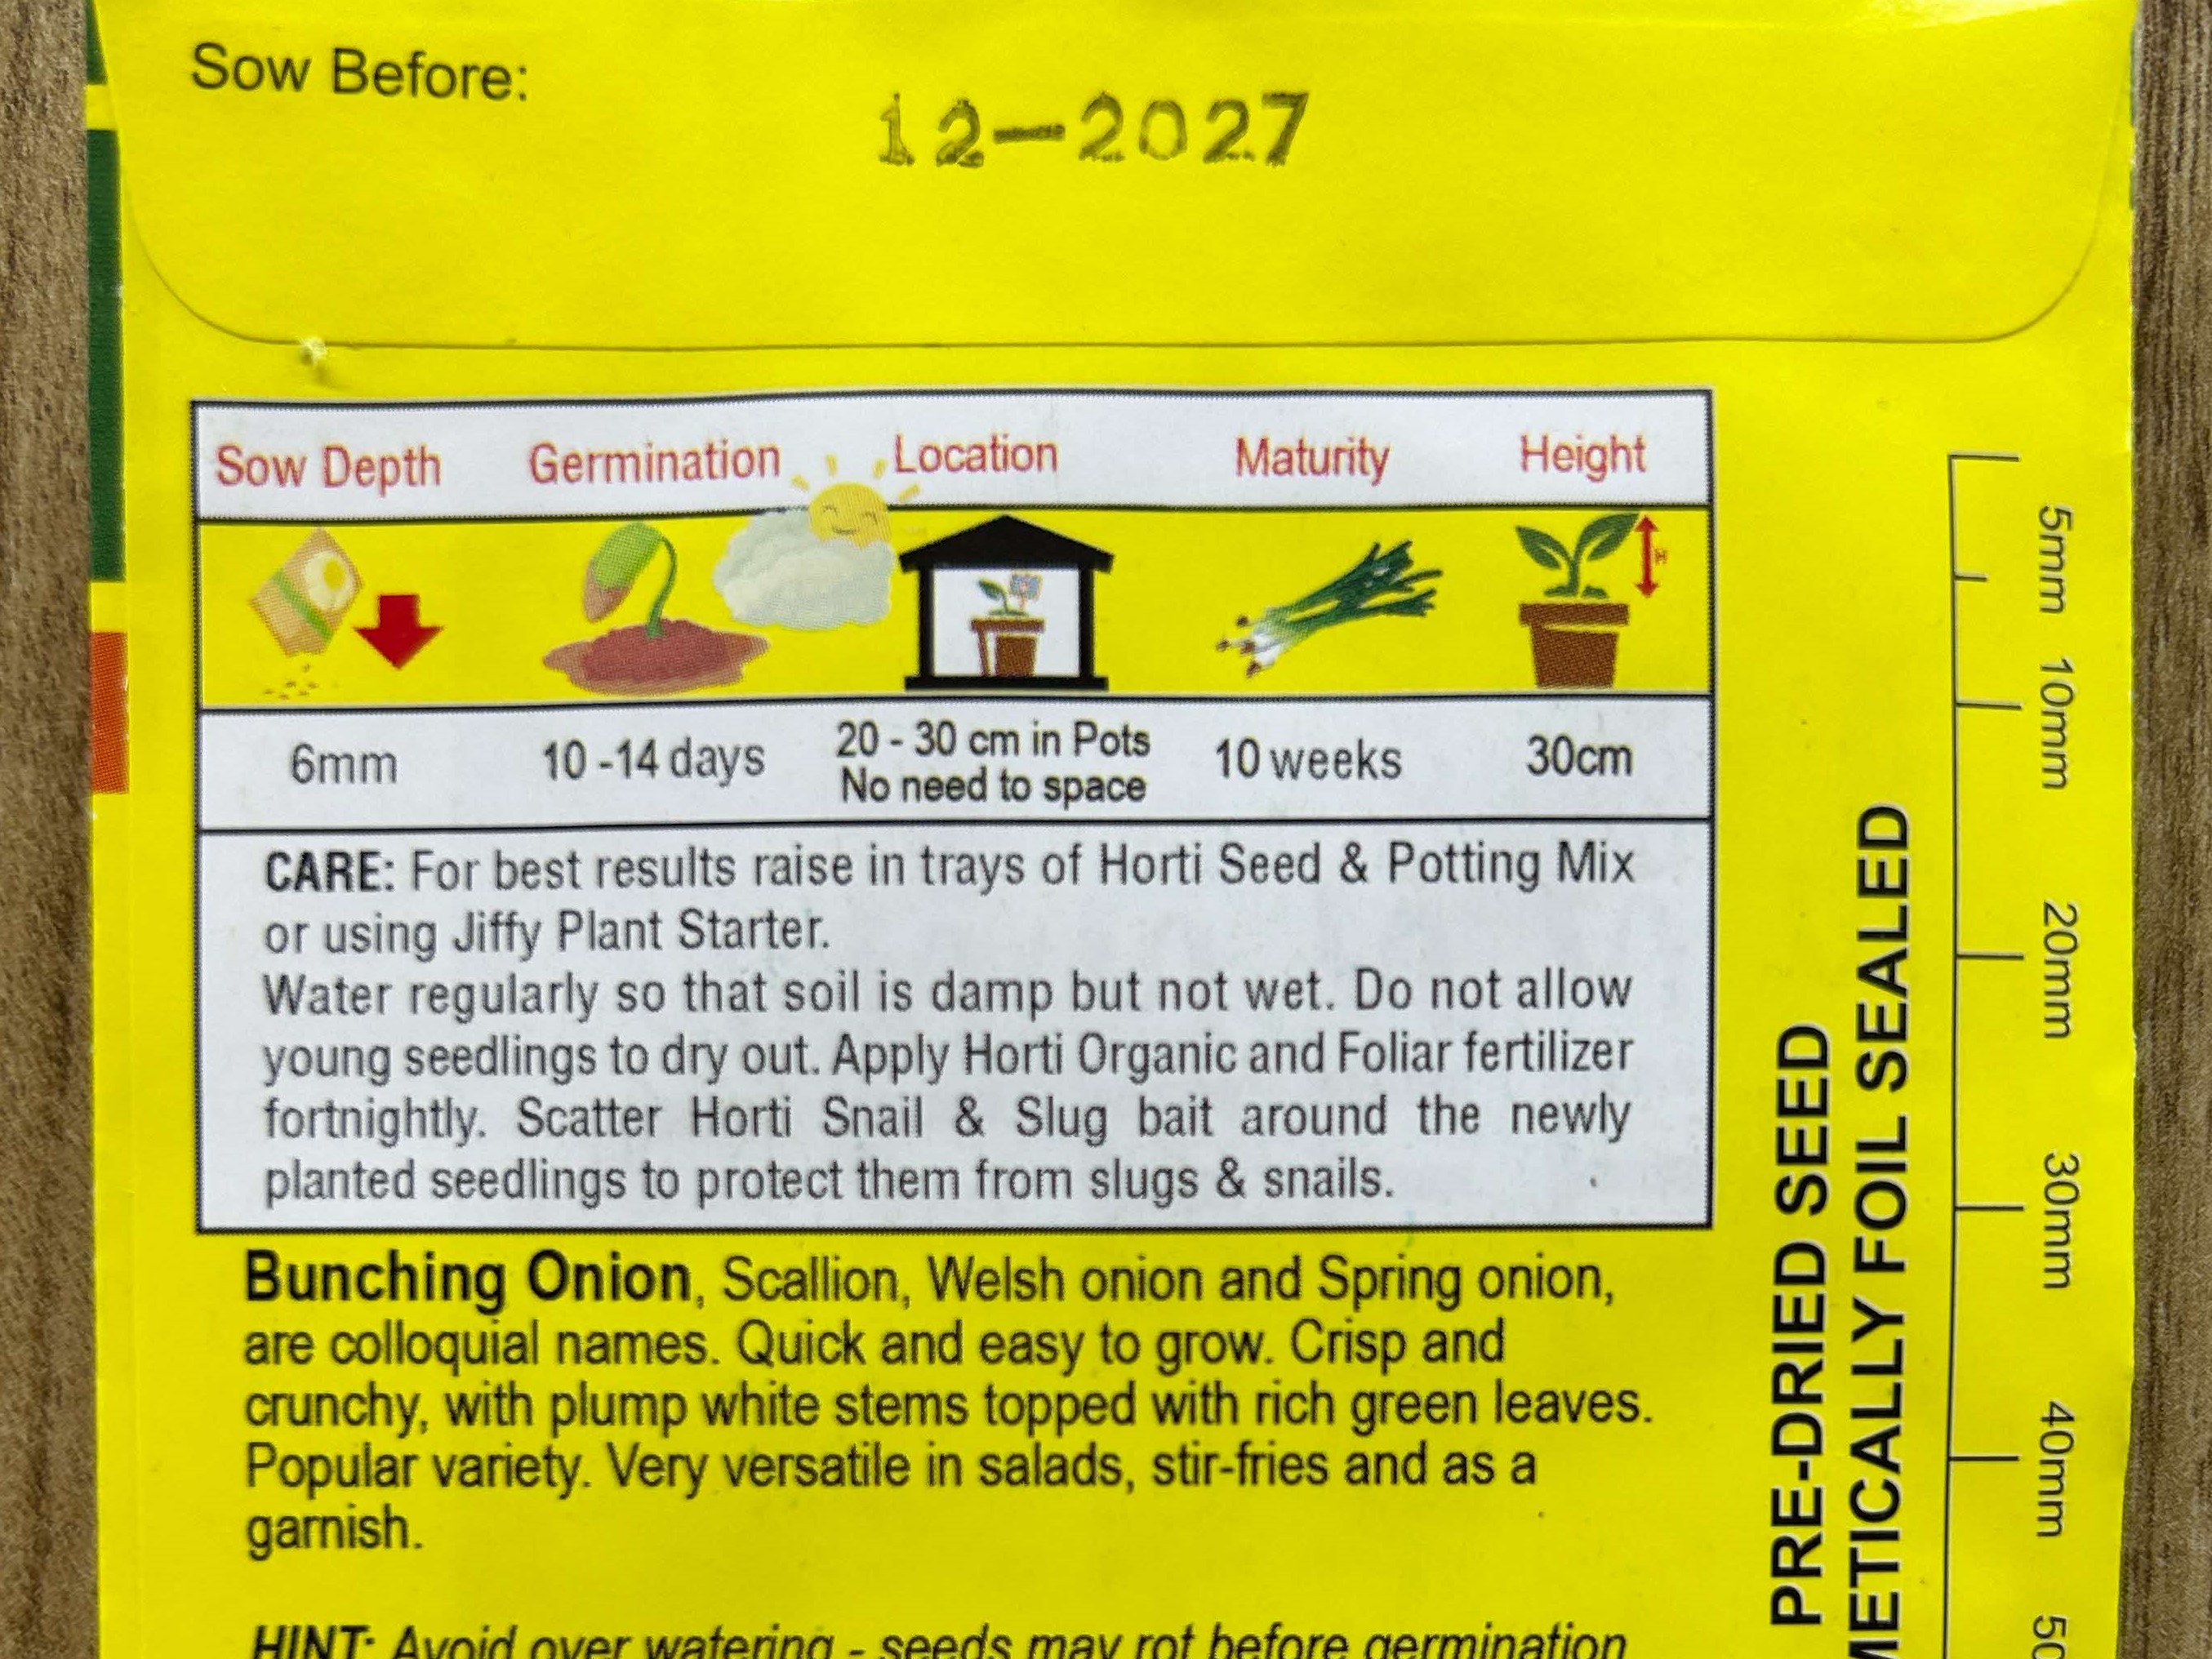 Sow Before:
12-2027
Sow Depth Germination Location Maturity Height
H
6mm 10 -14 days 20 - 30 cm in Pots No need to space 10 weeks 30cm
CARE: For best results raise in trays of Horti Seed & Potting Mix
or using Jiffy Plant Starter.
Water regularly so that soil is damp but not wet. Do not allow
young seedlings to dry out. Apply Horti Organic and Foliar fertilizer
fortnightly. Scatter Horti Snail & Slug bait around the newly
planted seedlings to protect them from slugs & snails.
Bunching Onion, Scallion, Welsh onion and Spring onion,
are colloquial names. Quick and easy to grow. Crisp and
crunchy, with plump white stems topped with rich green leaves.
Popular variety. Very versatile in salads, stir-fries and as a
garnish.
HINT: Avoid over watering - seeds may rot before germination
PRE-DRIED SEED
METICALLY FOIL SEALED
5mm
10mm
20mm
30mm
40mm
50